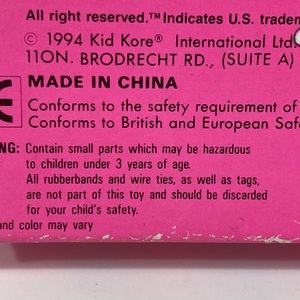 All right reserved.™Indicates U.S. tradem
© 1994 Kid Kore® International Ltd
11ON. BRODRECHT RD., (SUITE A)
MADE IN CHINA
CE
Conforms to the safety requirement of
Conforms to British and European Safe
NG: Contain small parts which may be hazardous
to children under 3 years of age.
All rubberbands and wire ties, as well as tags,
are not part of this toy and should be discarded
for your child's safety.
and color may vary